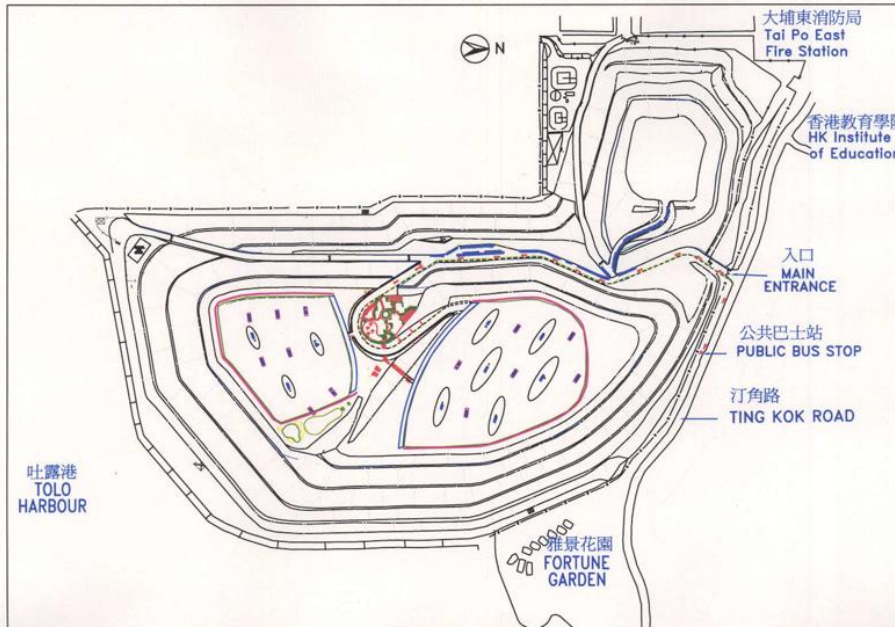 大埔東消防局
Tai Po East
Fire Station
N
香港教育學院
HK Institute
of Education
入口
MAIN
ENTRANCE
公共巴士站
PUBLIC BUS STOP
汀角路
TING KOK ROAD
吐露港
TOLO
HARBOUR
雅景花園
FORTUNE
GARDEN